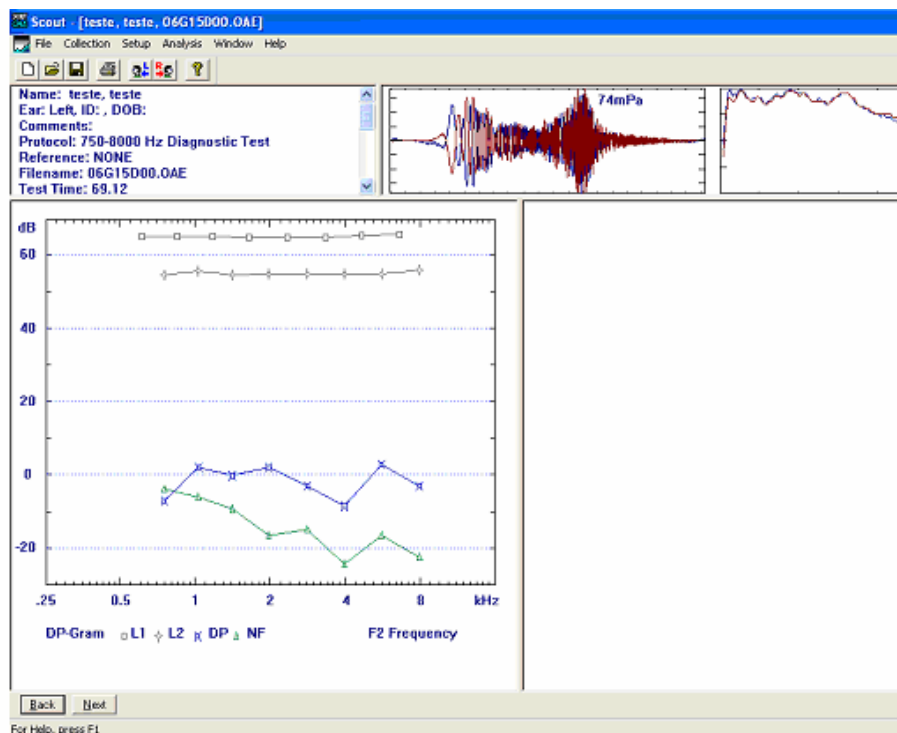 Scout - [teste, teste, 06G15D00.OAE]
File Collection Setup Analysis Window Help
Name: teste, teste
Ear: Left, ID: , DOB:
Comments:
Protocol: 750-8000 Hz Diagnostic Test
Reference: NONE
Filename: 06G15D00.OAE
Test Time: 69.12
74mPa
dB
60
40
20
0
-20
.25 0.5 1 2 4 8 kHz
DP-Gram L1 L2 DP NF F2 Frequency
Back Next
For Help, press F1